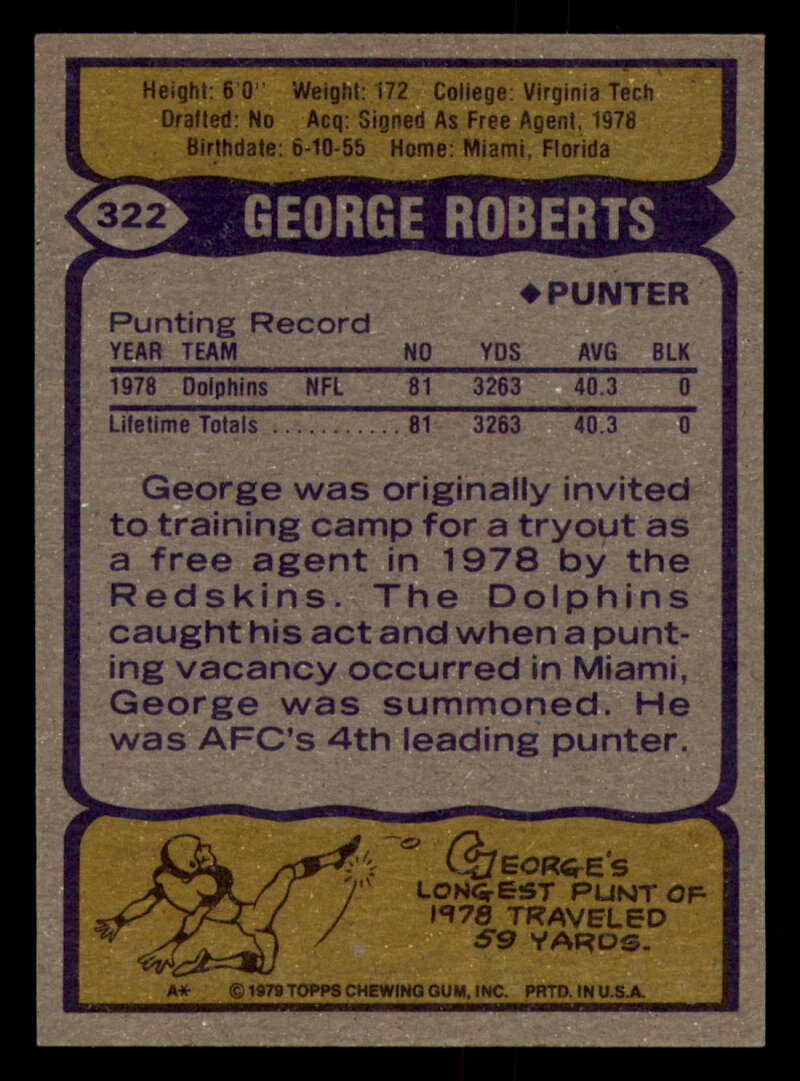 Height: 6'0" Weight: 172 College: Virginia Tech
Drafted: No Acq: Signed As Free Agent, 1978
Birthdate: 6-10-55 Home: Miami, Florida
322 GEORGE ROBERTS
♦PUNTER
Punting Record
YEAR TEAM NO YDS AVG BLK
1978 Dolphins NFL 81 3263 40.3 0
Lifetime Totals ........... 81 3263 40.3 0
George was originally invited
to training camp for a tryout as
a free agent in 1978 by the
Redskins. The Dolphins
caught his act and when a punt-
ing vacancy occurred in Miami,
George was summoned. He
was AFC's 4th leading punter.
GEORGE'S
LONGEST PUNT OF
1978 TRAVELED
59 YARDS.
A* © 1979 TOPPS CHEWING GUM, INC. PRTD. IN U.S.A.